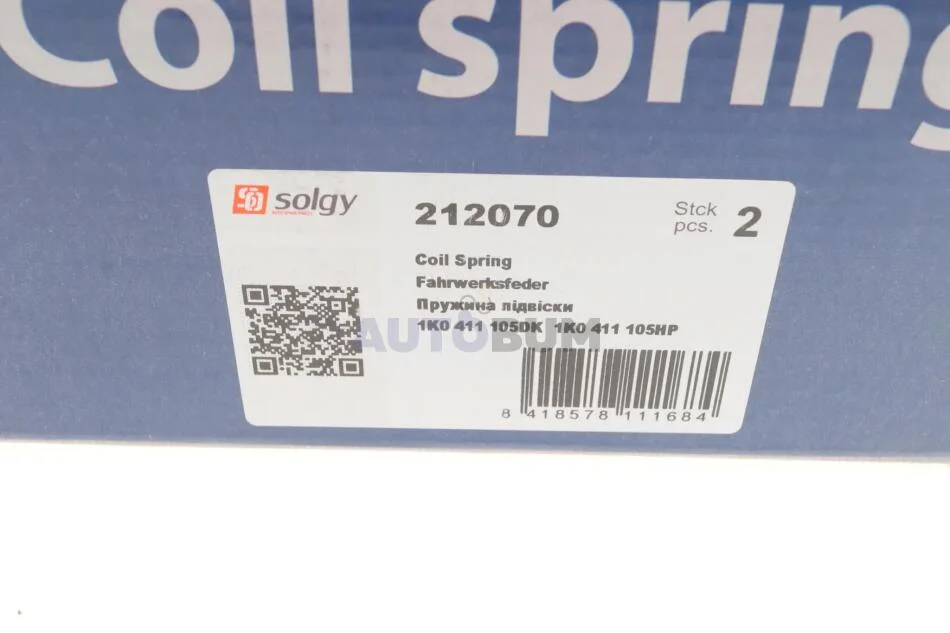 Coil spring
solgy
212070
Stck
pcs. 2
Coil Spring
Fahrwerksfeder
Пружина підвіски
1K0 411 105DK 1K0 411 105HP
AUTOBUM
8 418578 111684